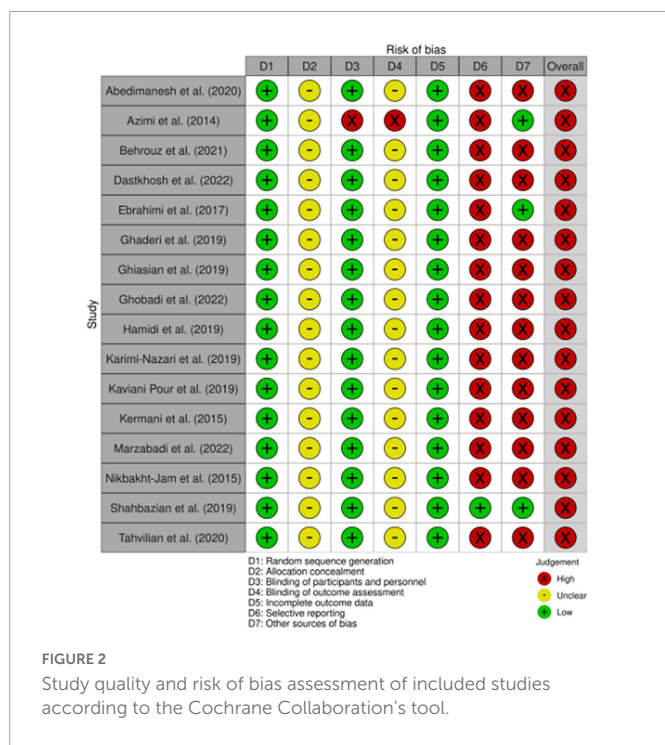 Risk of bias
D1 D2 D3 D4 D5 D6 D7 Overall
Study
Abedimanesh et al. (2020) + - + - + X X X
Azimi et al. (2014) + - X X + X + X
Behrouz et al. (2021) + - + - + X X X
Dastkhosh et al. (2022) + - + - + X X X
Ebrahimi et al. (2017) + - + - + X + X
Ghaderi et al. (2019) + - + - + X X X
Ghiasian et al. (2019) + - + - + X X X
Ghobadi et al. (2022) + - + - + X X X
Hamidi et al. (2019) + - + - + X X X
Karimi-Nazari et al. (2019) + - + - + X X X
Kaviani Pour et al. (2019) + - + - + X X X
Kermani et al. (2015) + - + - + X X X
Marzabadi et al. (2022) + - + - + X X X
Nikbakht-Jam et al. (2015) + - + - + X X X
Shahbazian et al. (2019) + - + - + + + X
Tahvilian et al. (2020) + - + - + X X X
D1: Random sequence generation
D2: Allocation concealment
D3: Blinding of participants and personnel
D4: Blinding of outcome assessment
D5: Incomplete outcome data
D6: Selective reporting
D7: Other sources of bias
Judgement
X High
- Unclear
+ Low
FIGURE 2
Study quality and risk of bias assessment of included studies
according to the Cochrane Collaboration's tool.